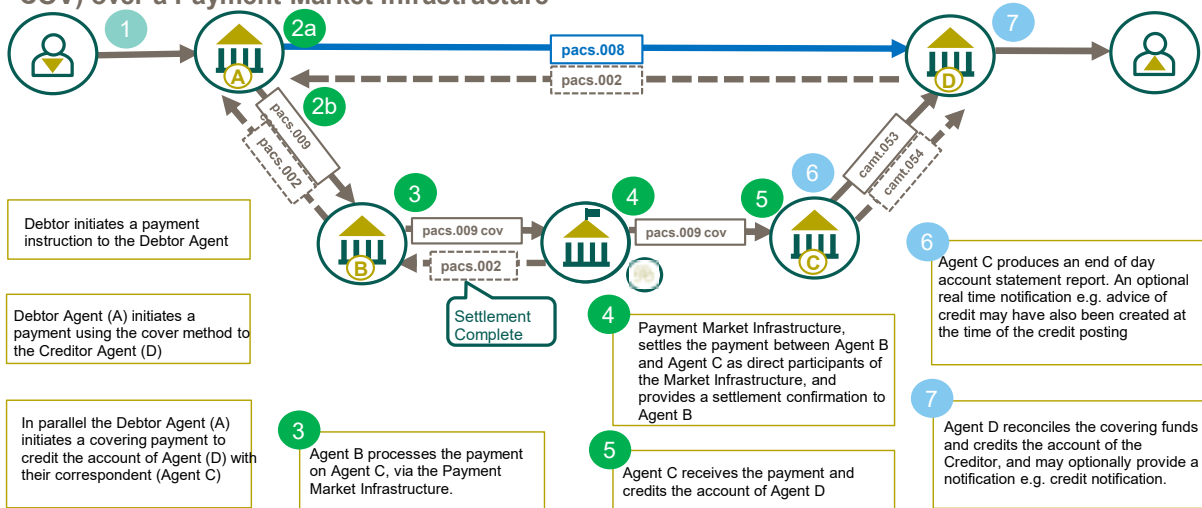 COV) over a Payment Market Infrastructure
1
2a
7
pacs.008
pacs.002
A
D
2b
pacs.009
pacs.002
camt.053
camt.054
6
3
4
5
pacs.009 cov
pacs.009 cov
pacs.002
B
C
Settlement
Complete
Debtor initiates a payment
instruction to the Debtor Agent
Debtor Agent (A) initiates a
payment using the cover method to
the Creditor Agent (D)
In parallel the Debtor Agent (A)
initiates a covering payment to
credit the account of Agent (D) with
their correspondent (Agent C)
3
Agent B processes the payment
on Agent C, via the Payment
Market Infrastructure.
4
Payment Market Infrastructure,
settles the payment between Agent B
and Agent C as direct participants of
the Market Infrastructure, and
provides a settlement confirmation to
Agent B
5
Agent C receives the payment and
credits the account of Agent D
6
Agent C produces an end of day
account statement report. An optional
real time notification e.g. advice of
credit may have also been created at
the time of the credit posting
7
Agent D reconciles the covering funds
and credits the account of the
Creditor, and may optionally provide a
notification e.g. credit notification.